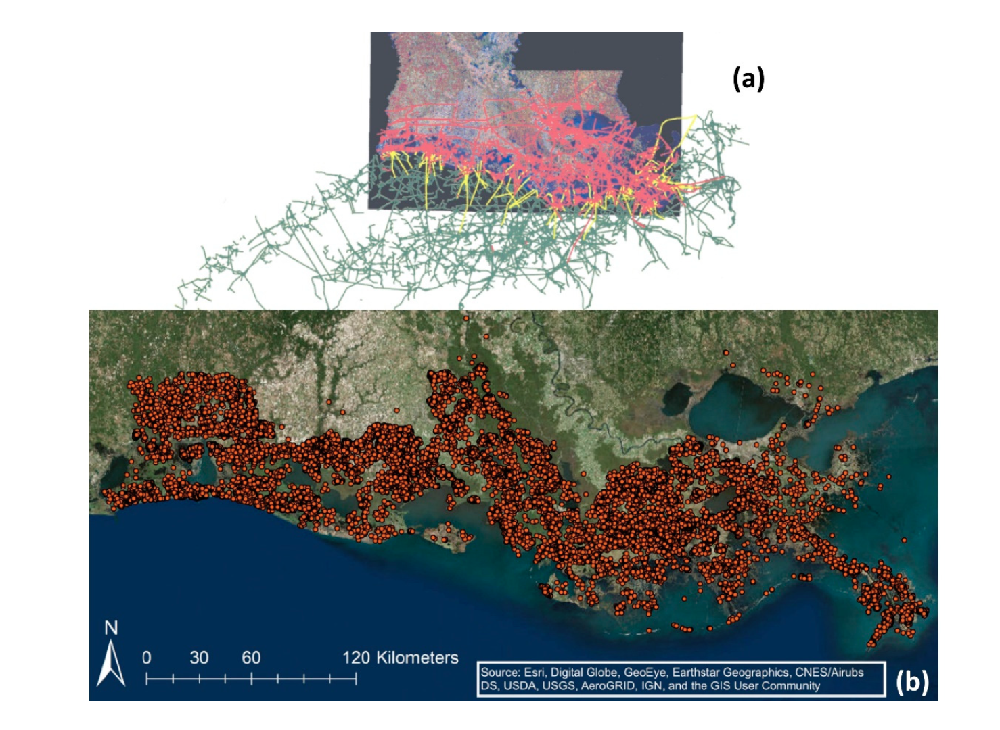 (a)
N
0 30 60 120 Kilometers
Source: Esri, Digital Globe, GeoEye, Earthstar Geographics, CNES/Airubs
DS, USDA, USGS, AeroGRID, IGN, and the GIS User Community
(b)